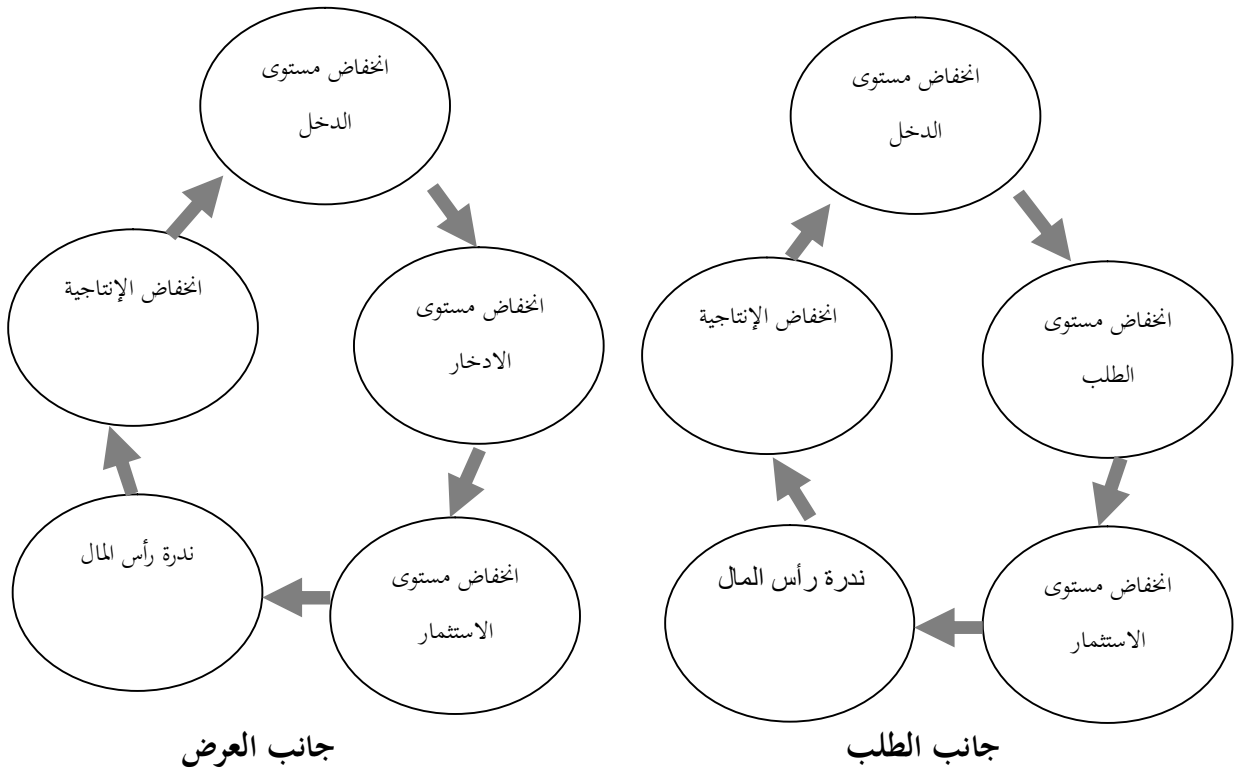 انخفاض مستوى
الدخل
انخفاض مستوى
الطلب
انخفاض مستوى
الاستثمار
ندرة رأس المال
انخفاض الإنتاجية
جانب الطلب
انخفاض مستوى
الدخل
انخفاض مستوى
الادخار
انخفاض مستوى
الاستثمار
ندرة رأس المال
انخفاض الإنتاجية
جانب العرض